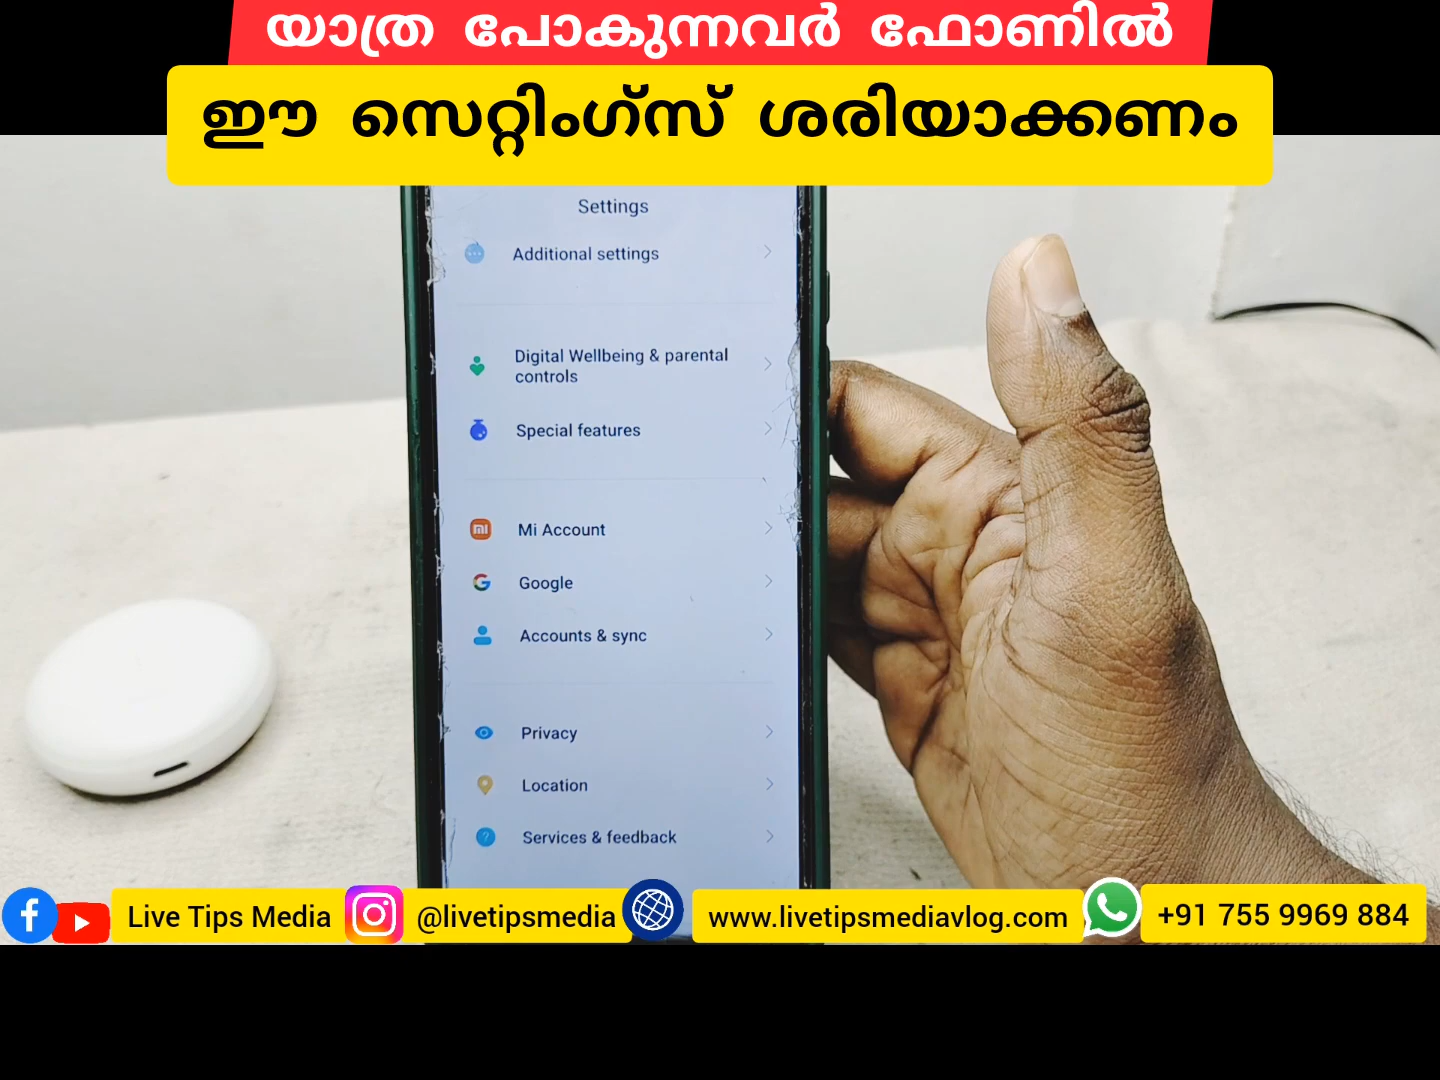 യാത്ര പോകുന്നവർ ഫോണിൽ
ഈ സെറ്റിംഗ്സ് ശരിയാക്കണം
Settings
Additional settings
Digital Wellbeing & parental
controls
Special features
Mi Account
Google
Accounts & sync
Privacy
Location
Services & feedback
Live Tips Media @livetipsmedia www.livetipsmediavlog.com +91 755 9969 884